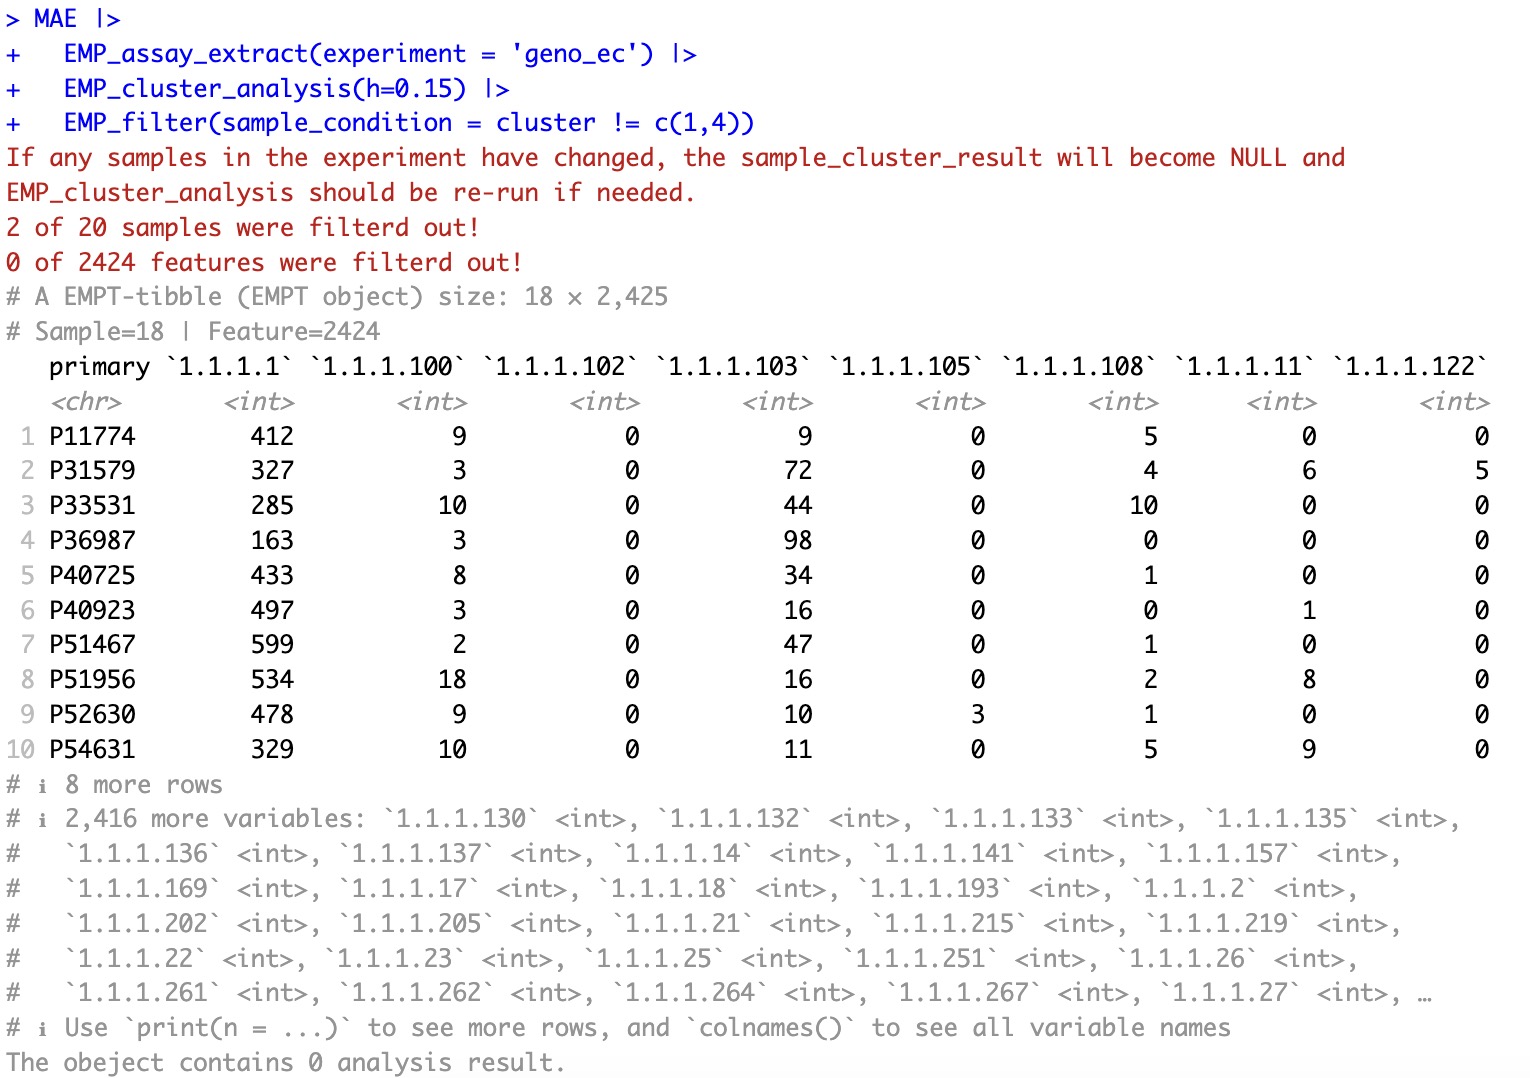 > MAE |>
+   EMP_assay_extract(experiment = 'geno_ec') |>
+   EMP_cluster_analysis(h=0.15) |>
+   EMP_filter(sample_condition = cluster != c(1,4))
If any samples in the experiment have changed, the sample_cluster_result will become NULL and
EMP_cluster_analysis should be re-run if needed.
2 of 20 samples were filterd out!
0 of 2424 features were filterd out!
# A EMPT-tibble (EMPT object) size: 18 × 2,425
# Sample=18 | Feature=2424
   primary `1.1.1.1` `1.1.1.100` `1.1.1.102` `1.1.1.103` `1.1.1.105` `1.1.1.108` `1.1.1.11` `1.1.1.122`
   <chr>       <int>       <int>       <int>       <int>       <int>       <int>      <int>       <int>
 1 P11774        412           9           0           9           0           5          0           0
 2 P31579        327           3           0          72           0           4          6           5
 3 P33531        285          10           0          44           0          10          0           0
 4 P36987        163           3           0          98           0           0          0           0
 5 P40725        433           8           0          34           0           1          0           0
 6 P40923        497           3           0          16           0           0          1           0
 7 P51467        599           2           0          47           0           1          0           0
 8 P51956        534          18           0          16           0           2          8           0
 9 P52630        478           9           0          10           3           1          0           0
10 P54631        329          10           0          11           0           5          9           0
# ℹ 8 more rows
# ℹ 2,416 more variables: `1.1.1.130` <int>, `1.1.1.132` <int>, `1.1.1.133` <int>, `1.1.1.135` <int>,
#   `1.1.1.136` <int>, `1.1.1.137` <int>, `1.1.1.14` <int>, `1.1.1.141` <int>, `1.1.1.157` <int>,
#   `1.1.1.169` <int>, `1.1.1.17` <int>, `1.1.1.18` <int>, `1.1.1.193` <int>, `1.1.1.2` <int>,
#   `1.1.1.202` <int>, `1.1.1.205` <int>, `1.1.1.21` <int>, `1.1.1.215` <int>, `1.1.1.219` <int>,
#   `1.1.1.22` <int>, `1.1.1.23` <int>, `1.1.1.25` <int>, `1.1.1.251` <int>, `1.1.1.26` <int>,
#   `1.1.1.261` <int>, `1.1.1.262` <int>, `1.1.1.264` <int>, `1.1.1.267` <int>, `1.1.1.27` <int>, …
# ℹ Use `print(n = ...)` to see more rows, and `colnames()` to see all variable names
The obeject contains 0 analysis result.